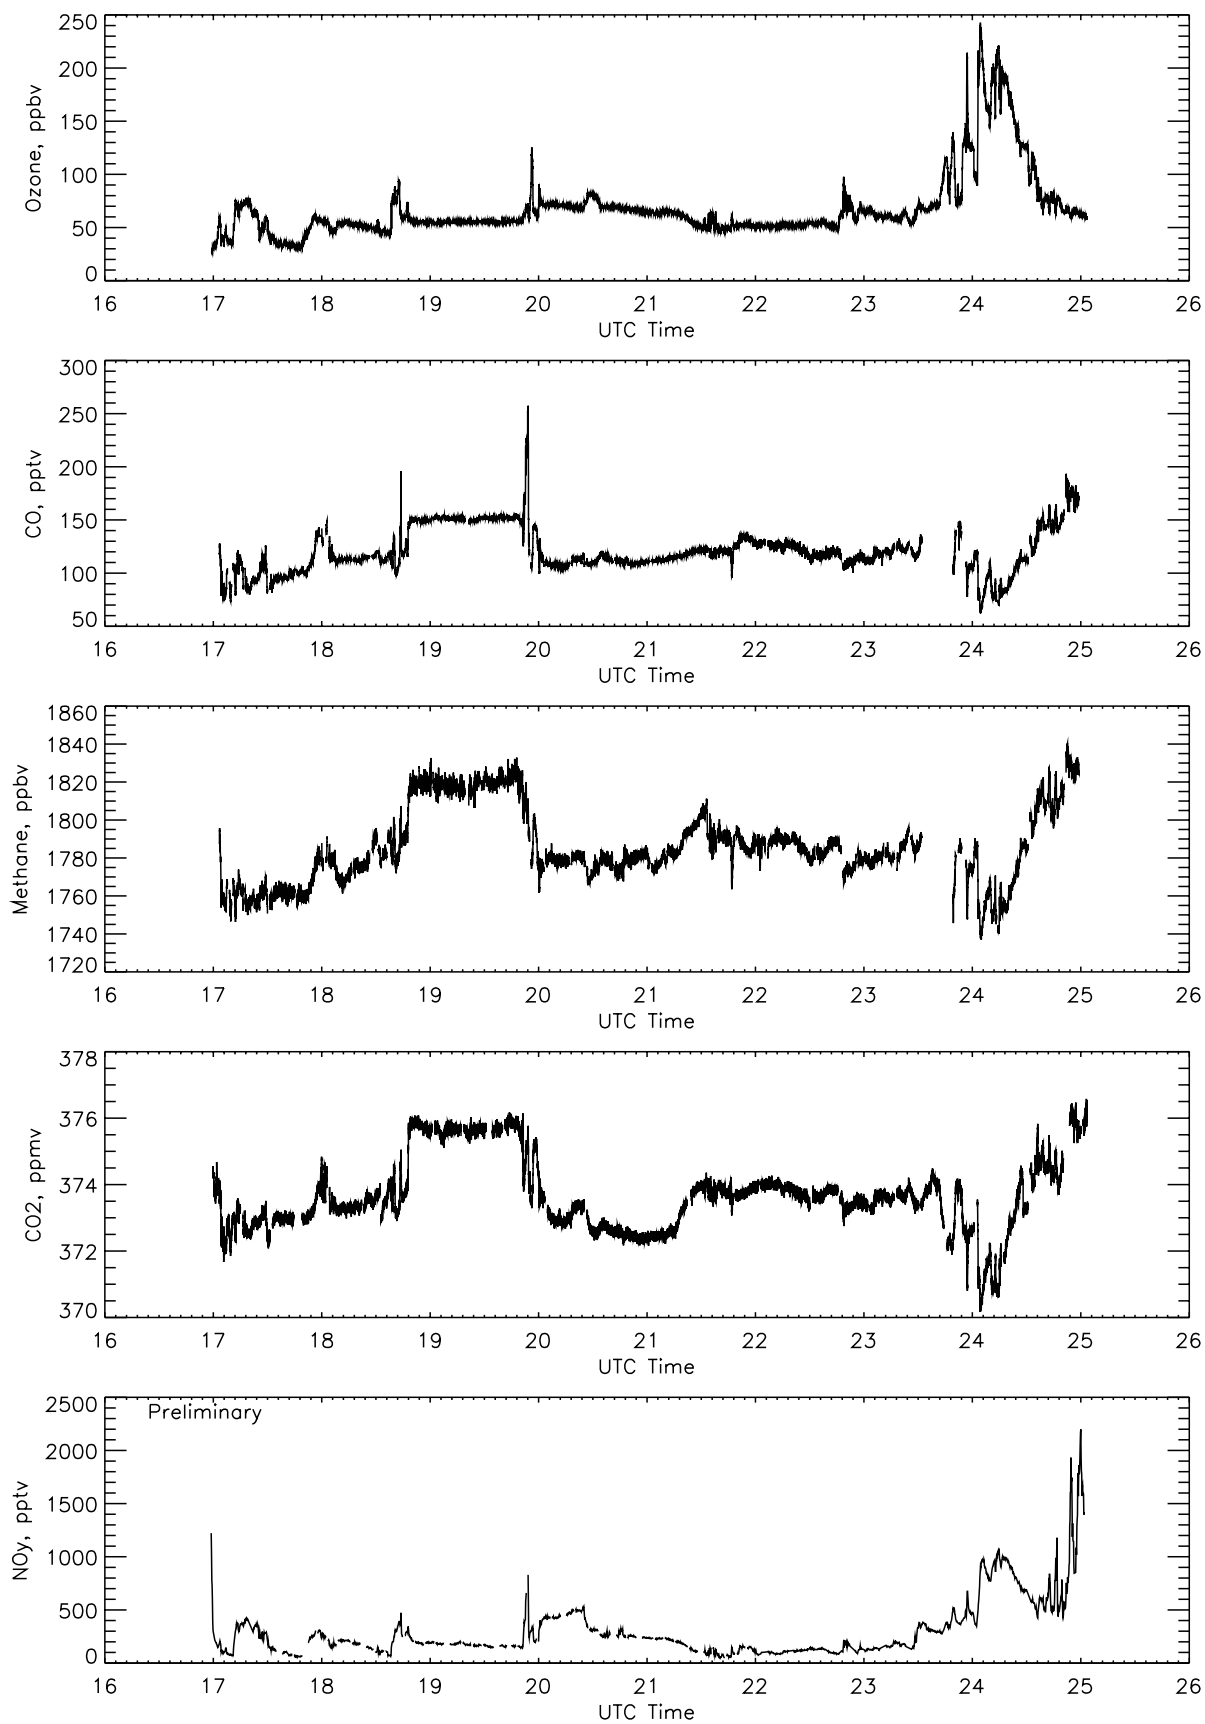 250
200
150
100
50
0
Ozone, ppbv
16 17 18 19 20 21 22 23 24 25 26
UTC Time
300
250
200
150
100
50
CO, pptv
16 17 18 19 20 21 22 23 24 25 26
UTC Time
1860
1840
1820
1800
1780
1760
1740
1720
Methane, ppbv
16 17 18 19 20 21 22 23 24 25 26
UTC Time
378
376
374
372
370
CO2, ppmv
16 17 18 19 20 21 22 23 24 25 26
UTC Time
2500
Preliminary
2000
1500
1000
500
0
NOy, pptv
16 17 18 19 20 21 22 23 24 25 26
UTC Time